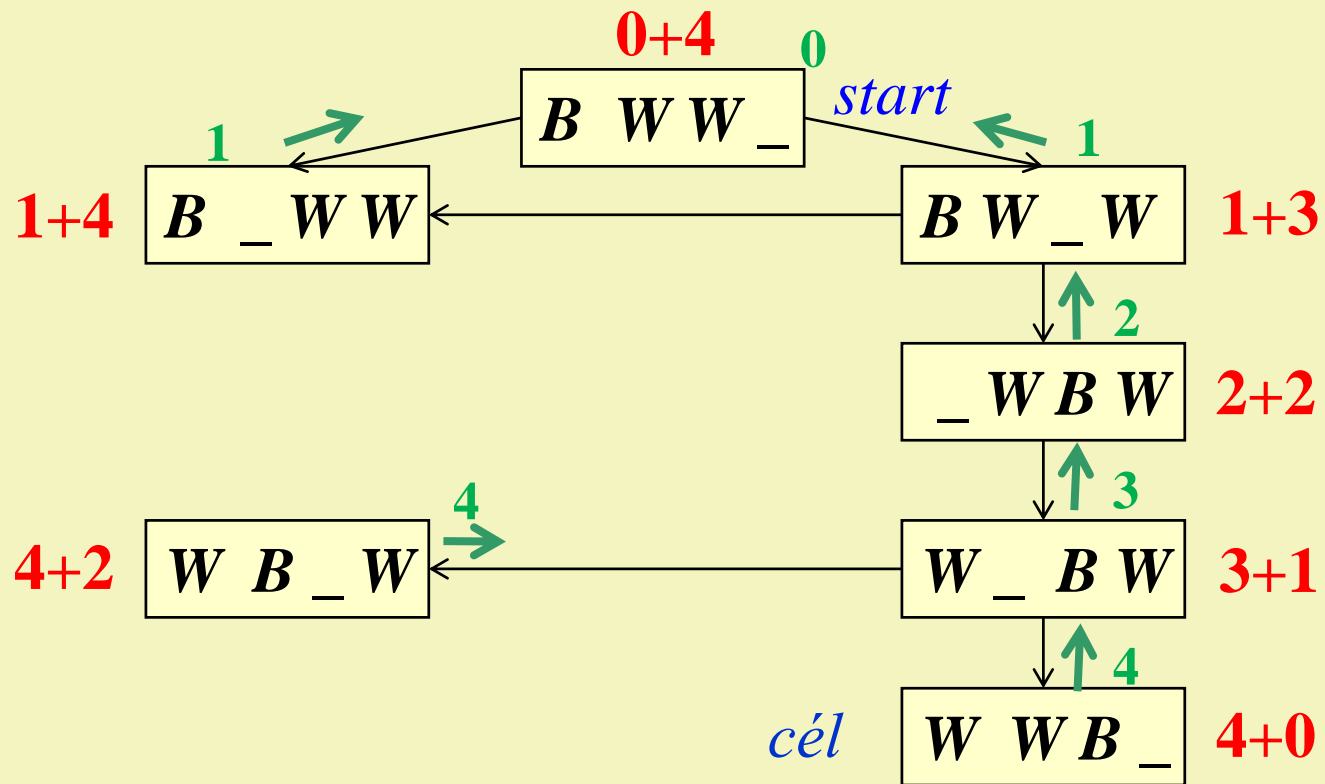 0+4 0
B W W _ start
1 1
1+4 B _ W W B W _ W 1+3
2
_ W B W 2+2
4 3
4+2 W B _ W W _ B W 3+1
4
cél W W B _ 4+0